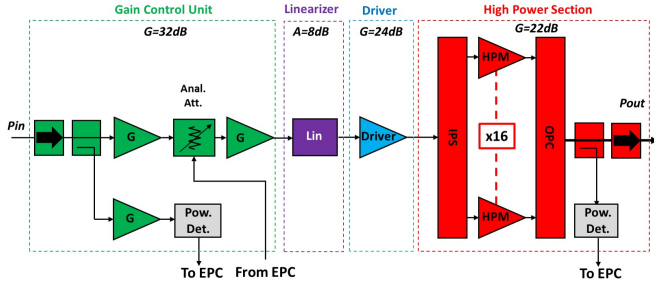 Gain Control Unit
Linearizer
Driver
High Power Section
G=32dB
A=8dB
G=24dB
G=22dB
Anal.
Att.
Pin
G
G
Lin
Driver
IPS
HPM
x16
HPM
OPC
Pout
G
Pow.
Det.
Pow.
Det.
To EPC
From EPC
To EPC